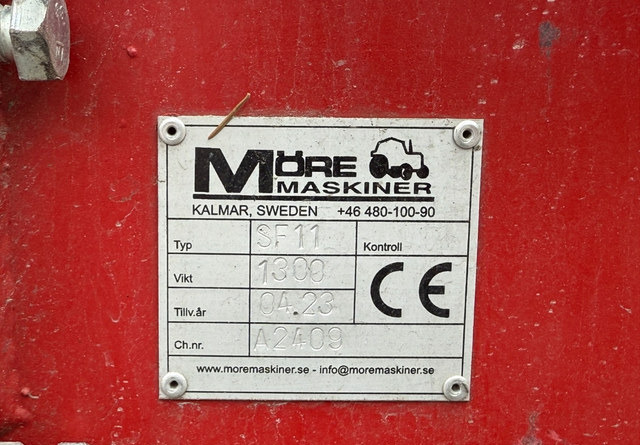 MÖRE
MASKINER
KALMAR, SWEDEN +46 480-100-90
Typ SF11 Kontroll
Vikt 1300 CE
Tillv.år 04.23
Ch.nr. A2409
www.moremaskiner.se - info@moremaskiner.se